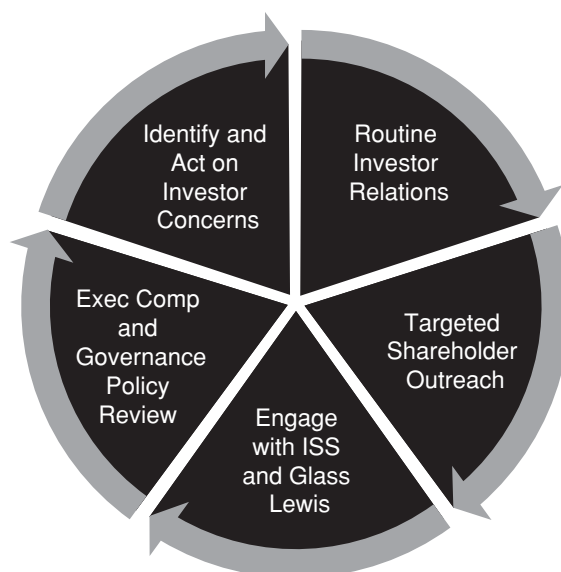 Routine
Investor
Relations
Targeted
Shareholder
Outreach
Engage
with ISS
and Glass
Lewis
Exec Comp
and
Governance
Policy
Review
Identify and
Act on
Investor
Concerns